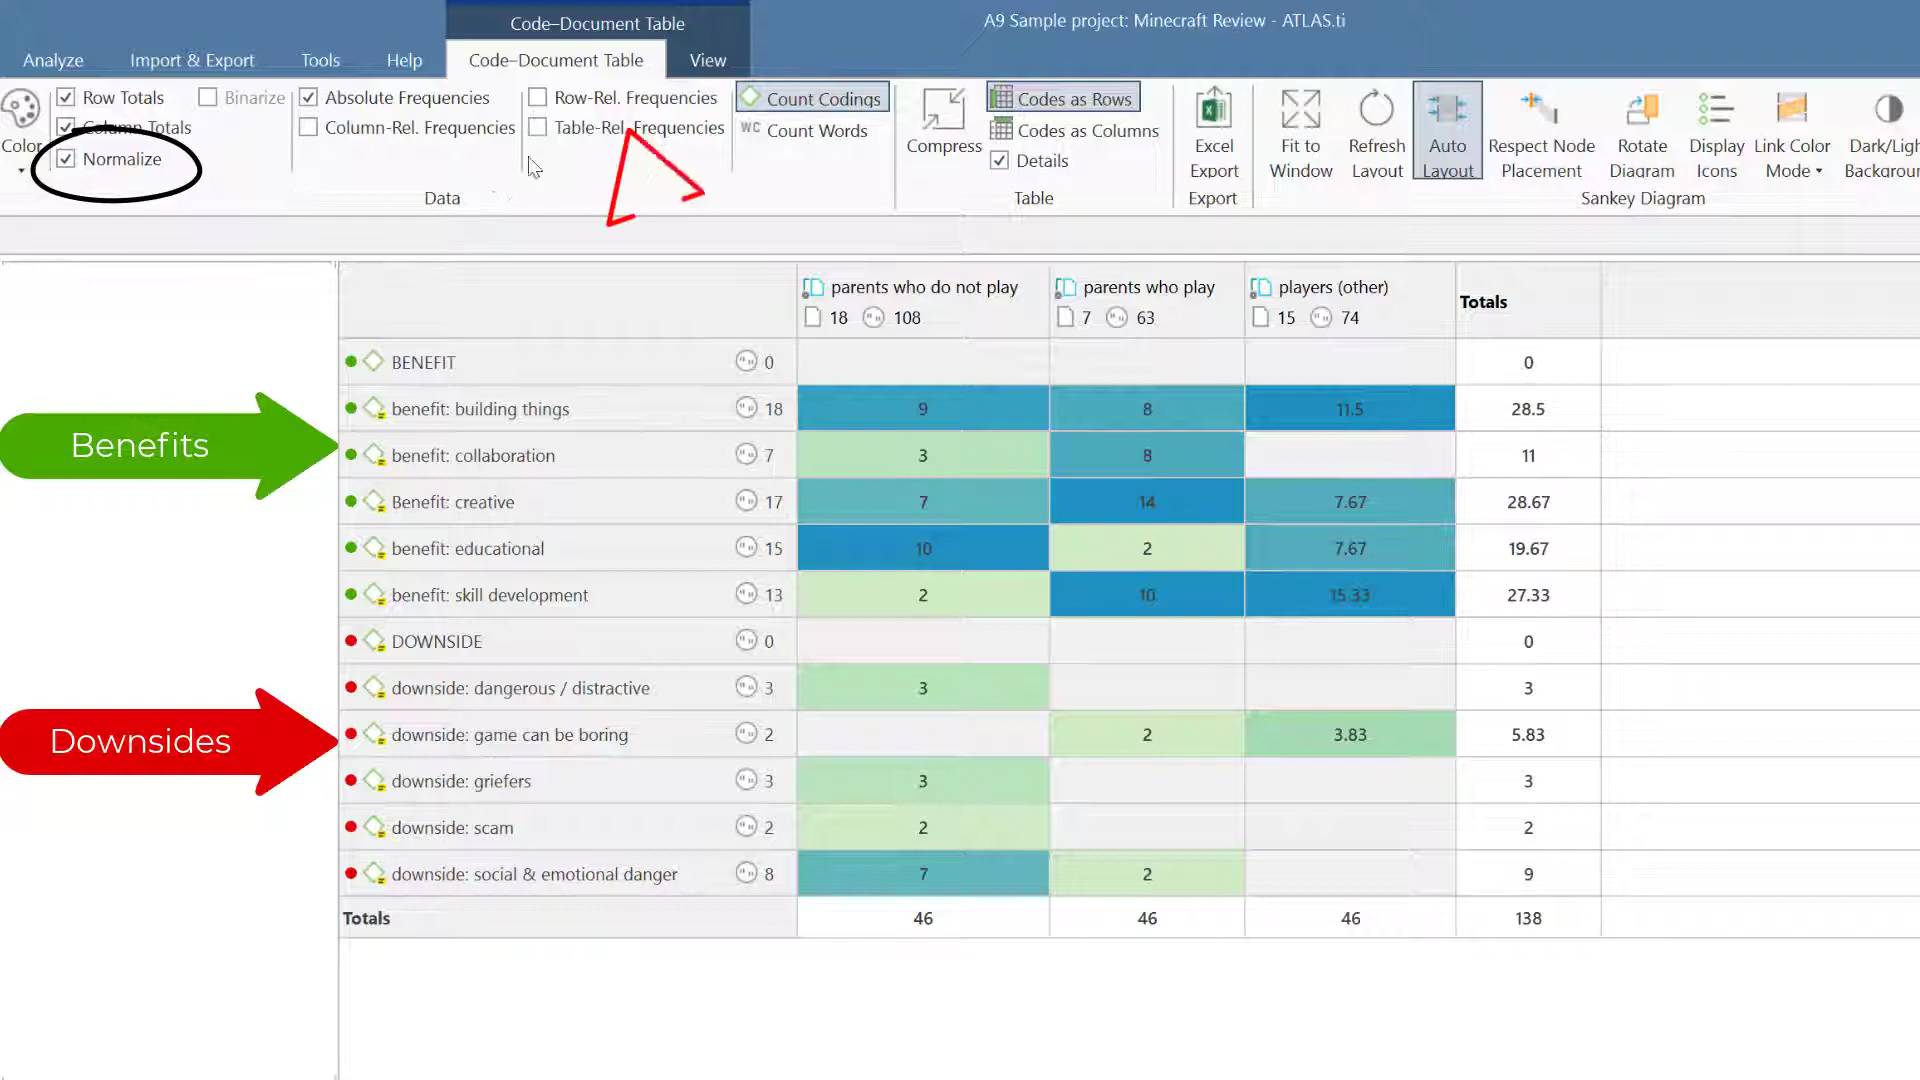 Code–Document Table
A9 Sample project: Minecraft Review - ATLAS.ti
Analyze
Import & Export
Tools
Help
Code–Document Table
View
Color
Row Totals
Binarize
Column Totals
Normalize
Absolute Frequencies
Column-Rel. Frequencies
Row-Rel. Frequencies
Table-Rel. Frequencies
Data
Count Codings
WC Count Words
Compress
Codes as Rows
Codes as Columns
Details
Table
Excel
Export
Export
Fit to
Window
Refresh
Layout
Auto
Layout
Respect Node
Placement
Rotate
Diagram
Display
Icons
Link Color
Mode
Dark/Ligh
Backgroun
Sankey Diagram
parents who do not play
18 108
parents who play
7 63
players (other)
15 74
Totals
BENEFIT 0 0
benefit: building things 18 9 8 11.5 28.5
Benefits
benefit: collaboration 7 3 8 11
Benefit: creative 17 7 14 7.67 28.67
benefit: educational 15 10 2 7.67 19.67
benefit: skill development 13 2 10 15.33 27.33
DOWNSIDE 0 0
downside: dangerous / distractive 3 3 3
Downsides
downside: game can be boring 2 2 3.83 5.83
downside: griefers 3 3 3
downside: scam 2 2 2
downside: social & emotional danger 8 7 2 9
Totals 46 46 46 138